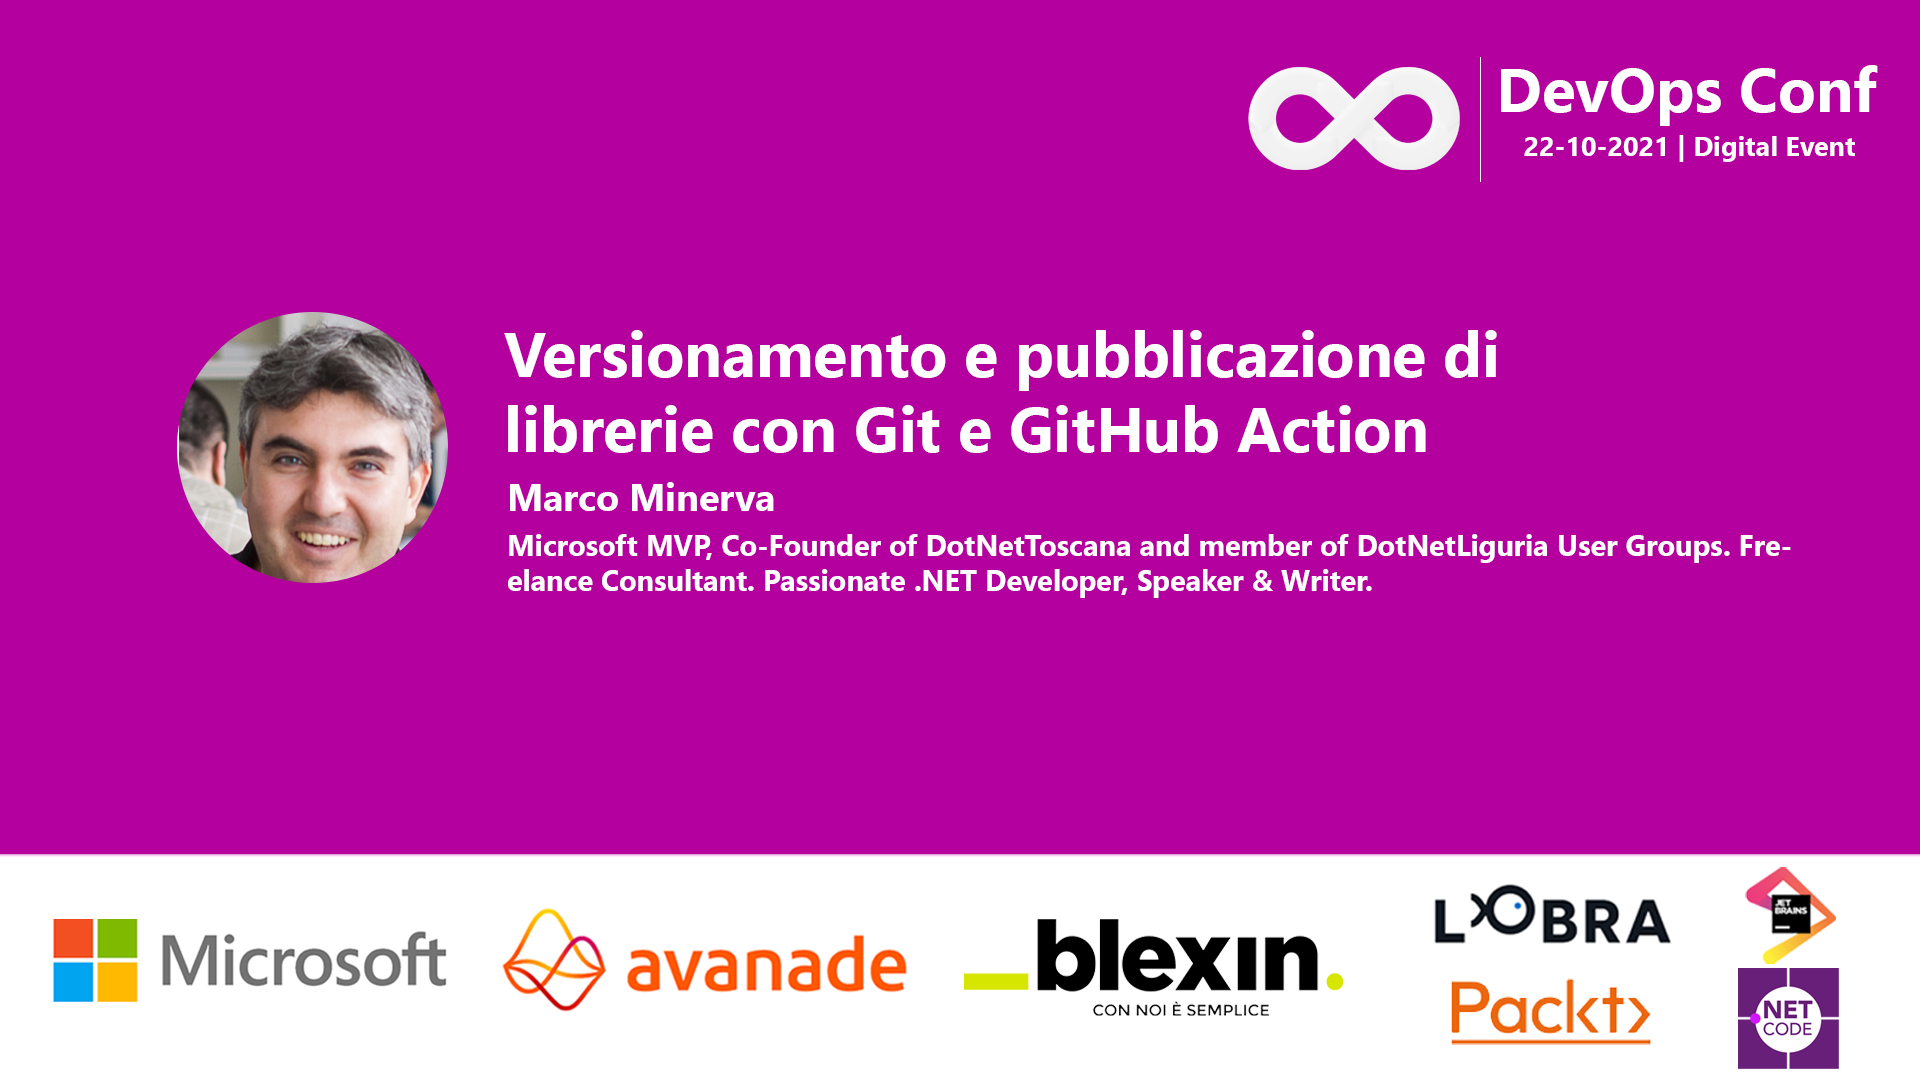 DevOps Conf
22-10-2021 | Digital Event
Versionamento e pubblicazione di
librerie con Git e GitHub Action
Marco Minerva
Microsoft MVP, Co-Founder of DotNetToscana and member of DotNetLiguria User Groups. Fre-
elance Consultant. Passionate .NET Developer, Speaker & Writer.
Microsoft
avanade
blexin.
CON NOI È SEMPLICE
LOBRA
Packt>
JET
BRAINS
.NET
CODE